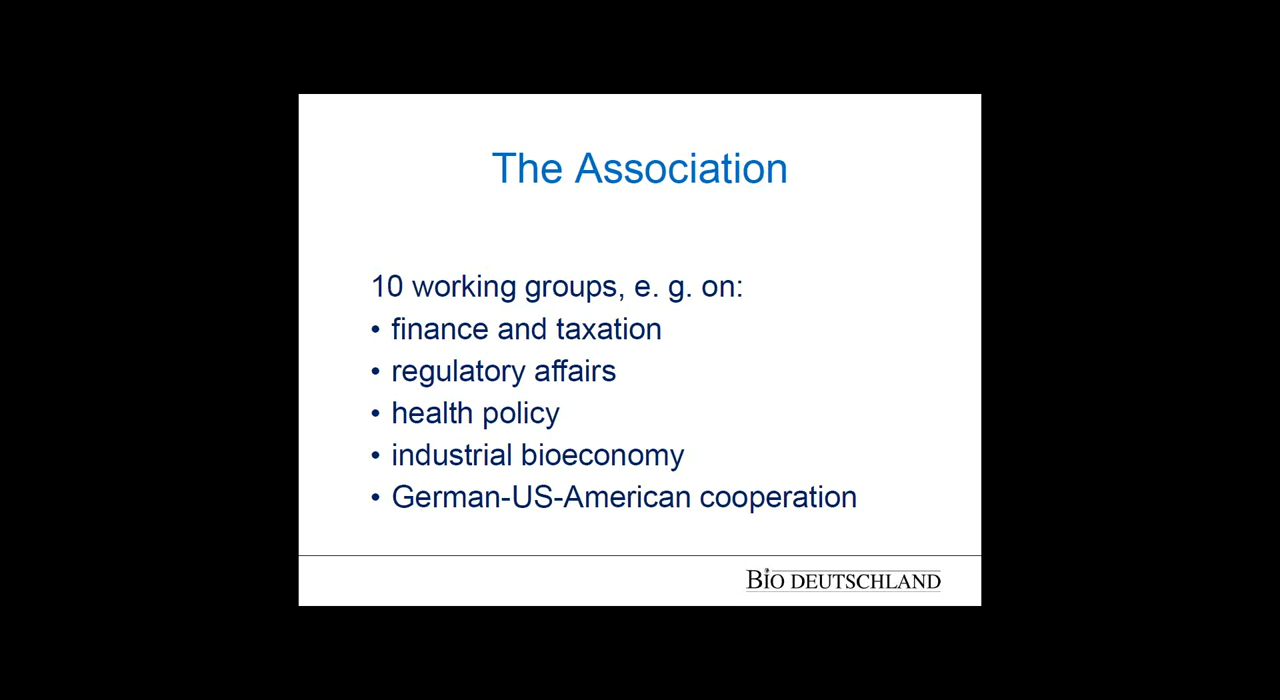 The Association
10 working groups, e. g. on:
• finance and taxation
• regulatory affairs
• health policy
• industrial bioeconomy
• German-US-American cooperation
BIO DEUTSCHLAND